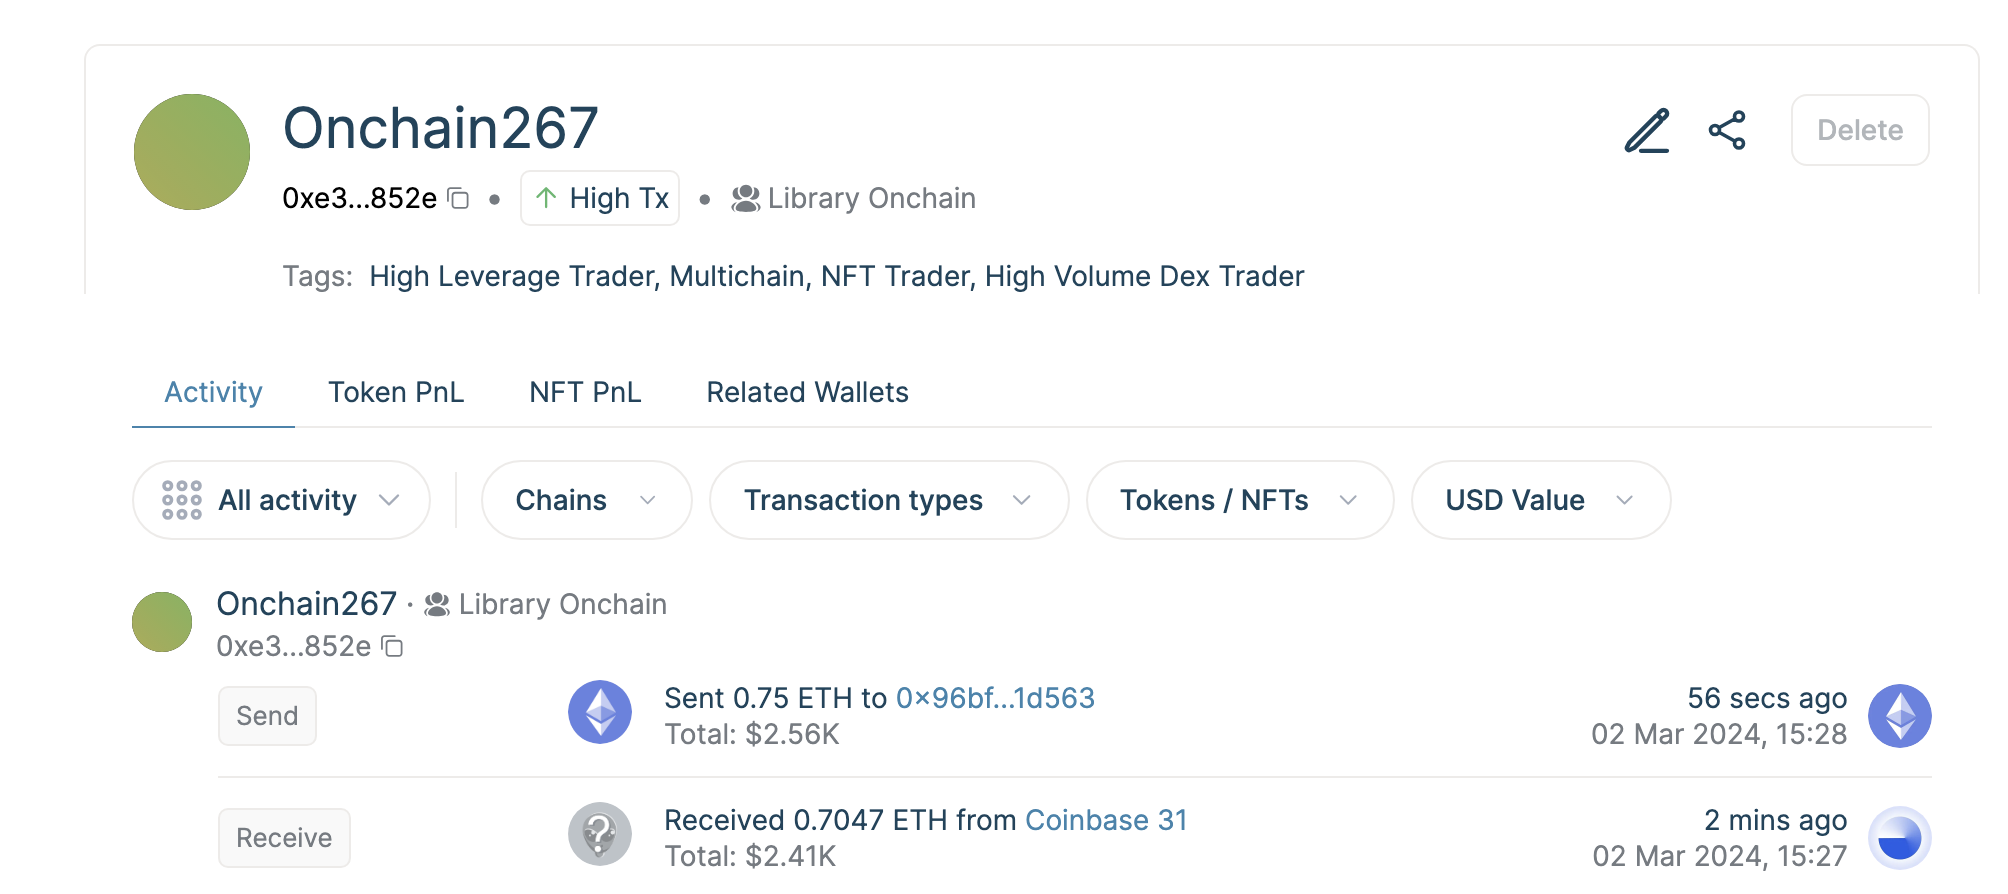 Onchain267
Delete
0xe3...852e • High Tx • Library Onchain
Tags: High Leverage Trader, Multichain, NFT Trader, High Volume Dex Trader
Activity Token PnL NFT PnL Related Wallets
All activity Chains Transaction types Tokens / NFTs USD Value
Onchain267 · Library Onchain
0xe3...852e
Send
Sent 0.75 ETH to 0×96bf...1d563
Total: $2.56K
56 secs ago
02 Mar 2024, 15:28
Receive
Received 0.7047 ETH from Coinbase 31
Total: $2.41K
2 mins ago
02 Mar 2024, 15:27